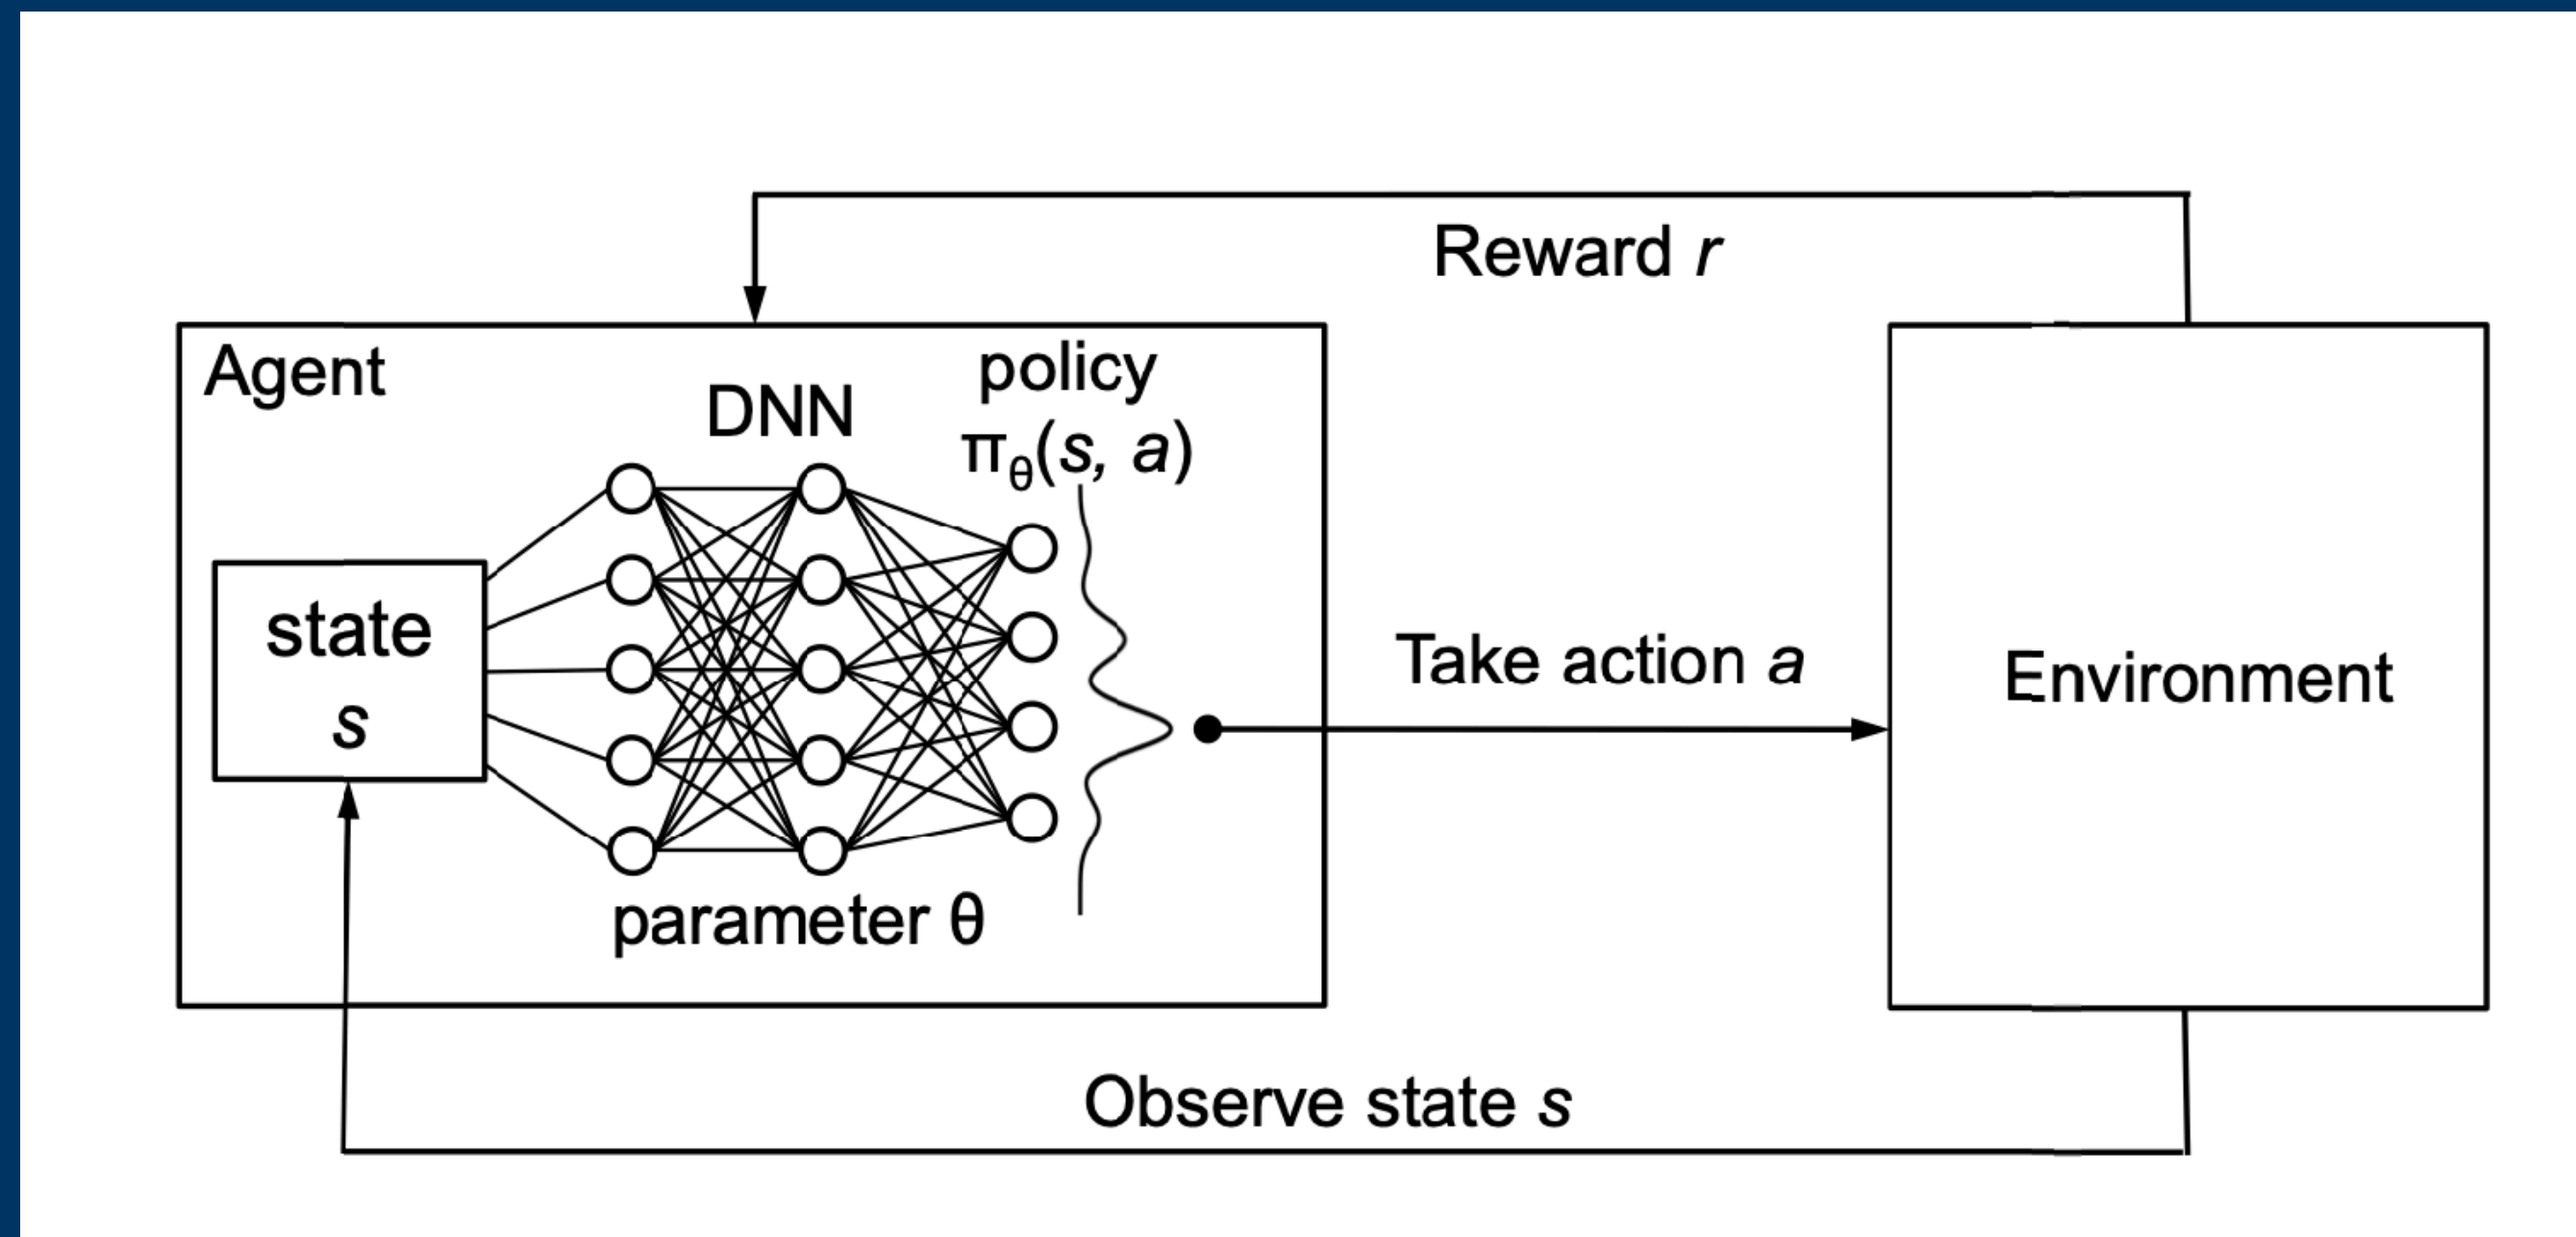 Reward r
Agent
DNN
policy
πθ(s, a)
state
s
Take action a
Environment
parameter θ
Observe state s